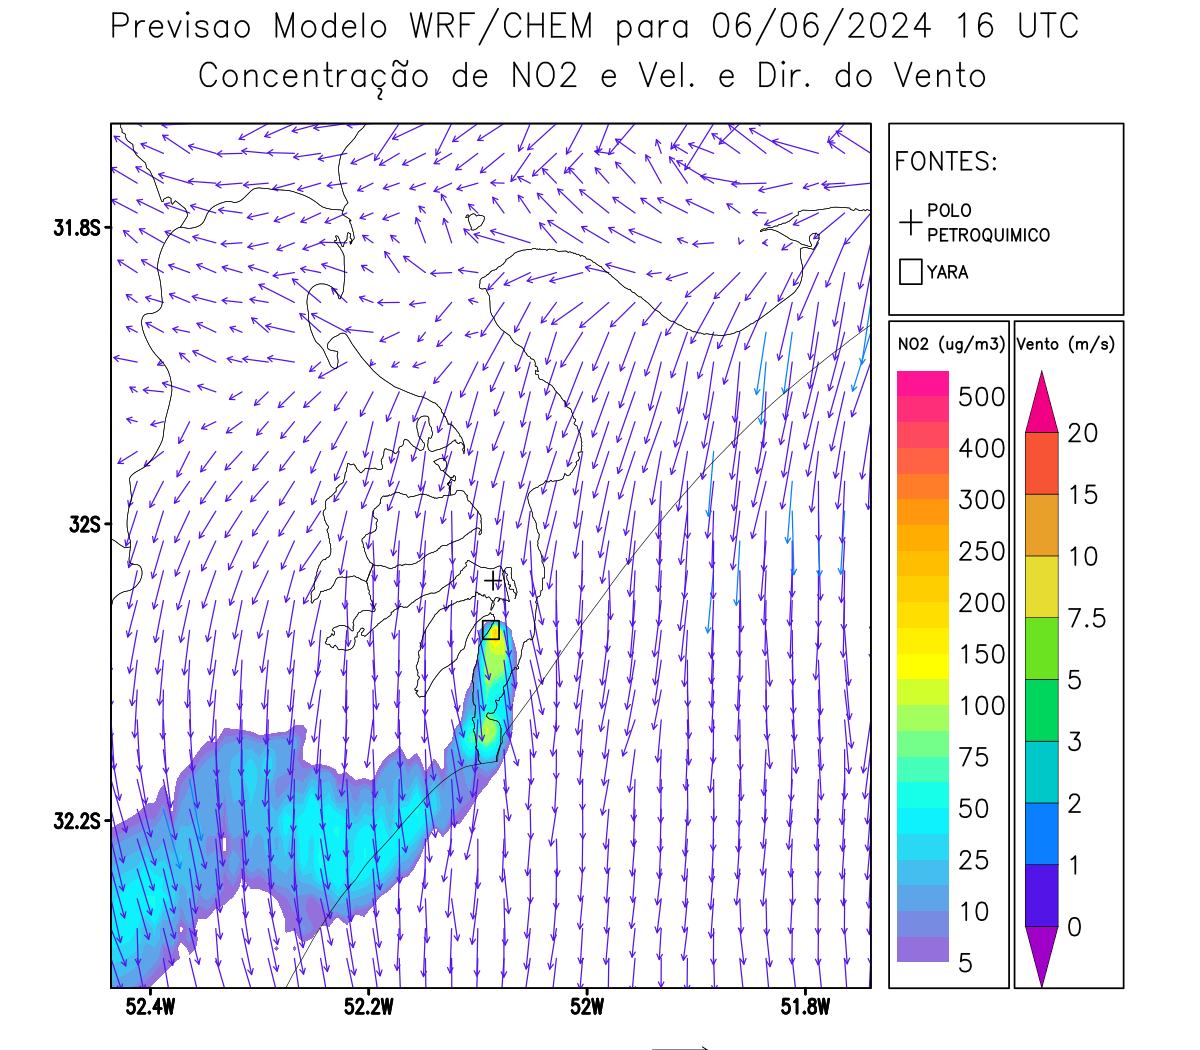 Previsao Modelo WRF/CHEM para 06/06/2024 16 UTC
Concentração de NO2 e Vel. e Dir. do Vento
FONTES:
POLO
PETROQUIMICO
YARA
NO2 (ug/m3)
500
400
300
250
200
150
100
75
50
25
10
5
Vento (m/s)
20
15
10
7.5
5
3
2
1
0
31.8S
32S
32.2S
52.4W
52.2W
52W
51.8W